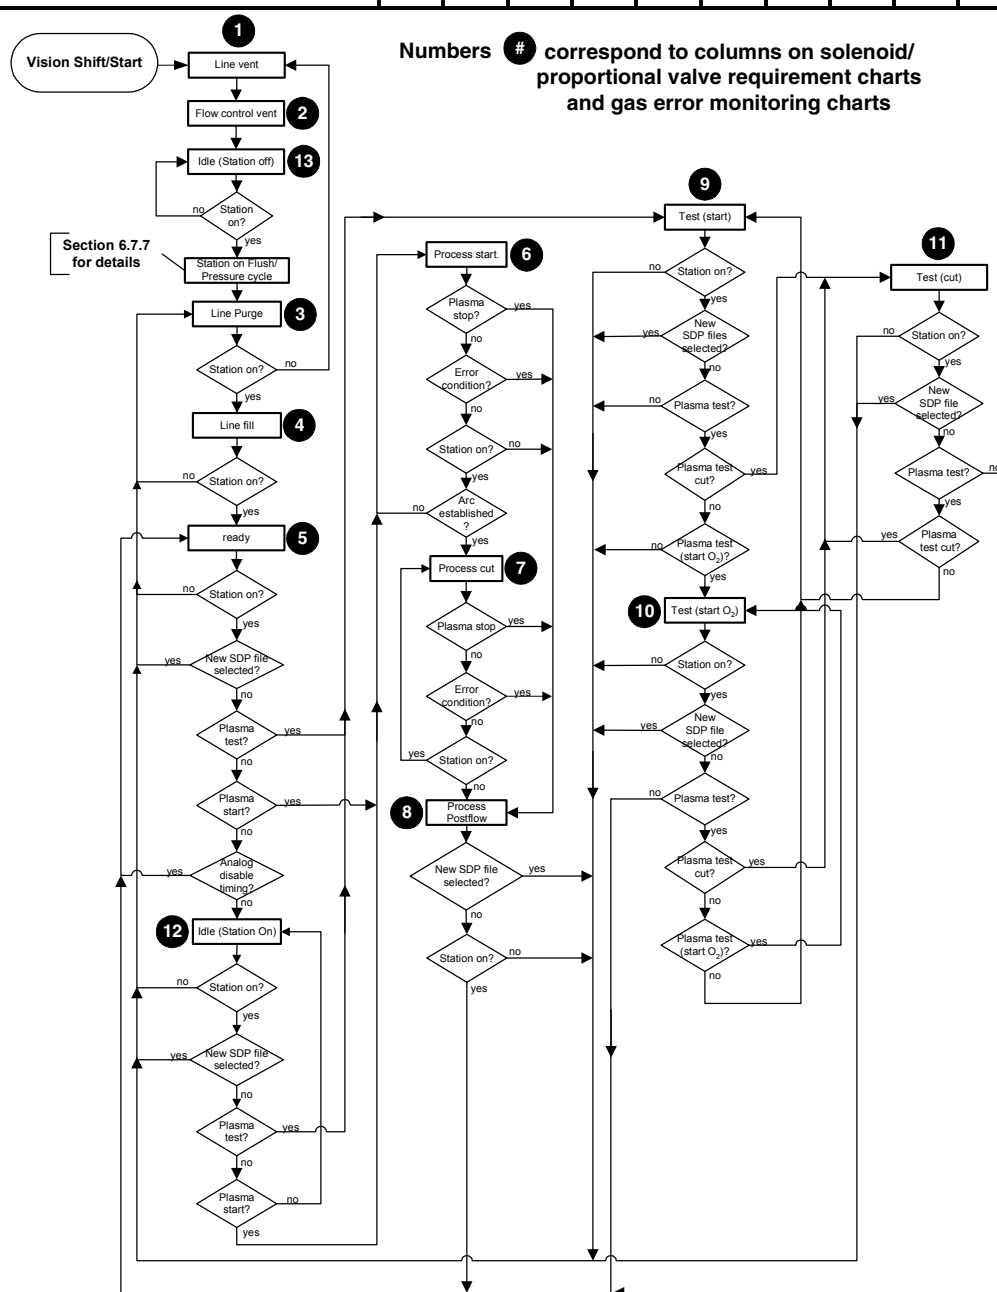 1
Vision Shift/Start
Line vent
Numbers # correspond to columns on solenoid/
proportional valve requirement charts
and gas error monitoring charts
Flow control vent
2
Idle (Station off)
13
no
Station
on?
yes
Section 6.7.7
for details
Station on Flush/
Pressure cycle
Line Purge
3
Station on?
no
yes
Line fill
4
no
Station on?
yes
ready
5
no
Station on?
yes
yes
New SDP file
selected?
no
Plasma
test?
yes
no
Plasma
start?
yes
no
yes
Analog
disable
timing?
no
12
Idle (Station On)
no
Station on?
yes
yes
New SDP file
selected?
no
Plasma
test?
yes
no
Plasma
start?
no
yes
Process start.
6
Plasma
stop?
yes
no
Error
condition?
yes
no
Station on?
no
yes
no
Arc
established
?
yes
Process cut
7
Plasma stop
yes
no
Error
condition?
yes
no
yes
Station on?
no
8
Process
Postflow
New SDP file
selected?
yes
no
Station on?
no
yes
9
Test (start)
no
Station on?
yes
yes
New
SDP files
selected?
no
no
Plasma test?
yes
Plasma test
cut?
yes
no
no
Plasma test
(start O₂)?
yes
10
Test (start O₂)
no
Station on?
yes
yes
New
SDP file
selected?
no
no
Plasma test?
yes
Plasma test
cut?
yes
no
Plasma test
(start O₂)?
yes
no
11
Test (cut)
no
Station on?
yes
yes
New
SDP file
selected?
no
Plasma test?
no
yes
yes
Plasma
test cut?
no